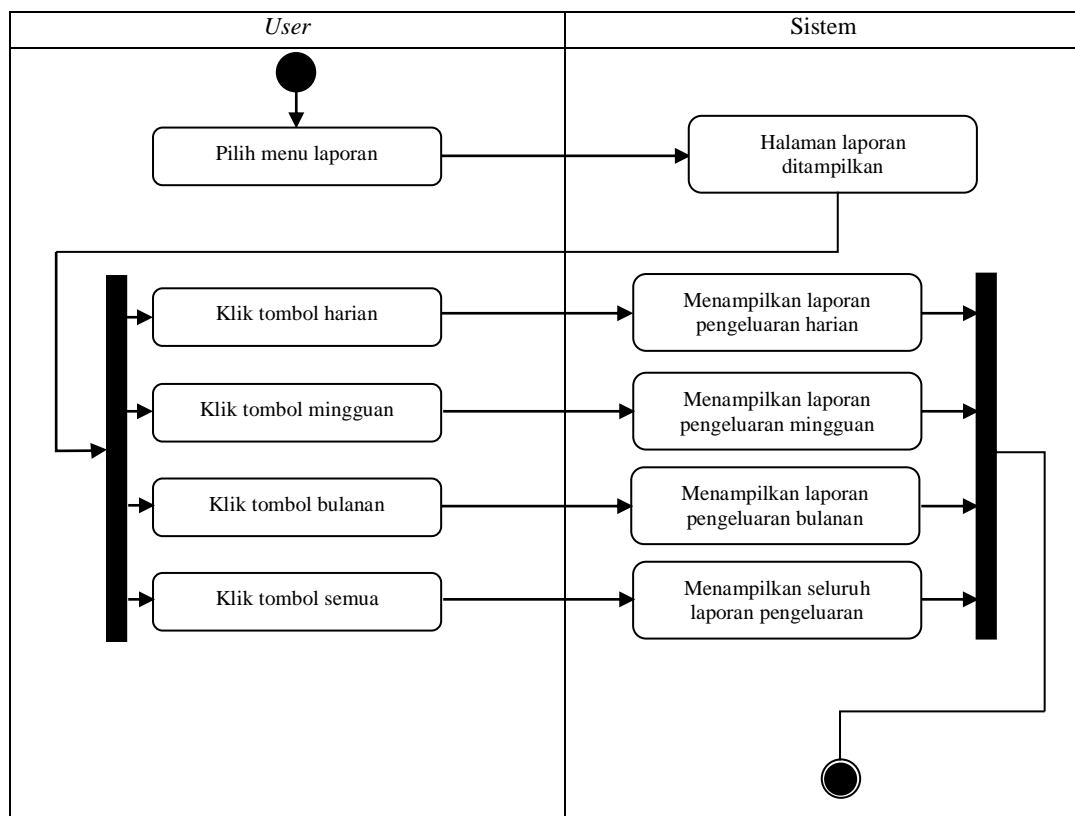 User
Sistem
Pilih menu laporan
Halaman laporan
ditampilkan
Klik tombol harian
Menampilkan laporan
pengeluaran harian
Klik tombol mingguan
Menampilkan laporan
pengeluaran mingguan
Klik tombol bulanan
Menampilkan laporan
pengeluaran bulanan
Klik tombol semua
Menampilkan seluruh
laporan pengeluaran